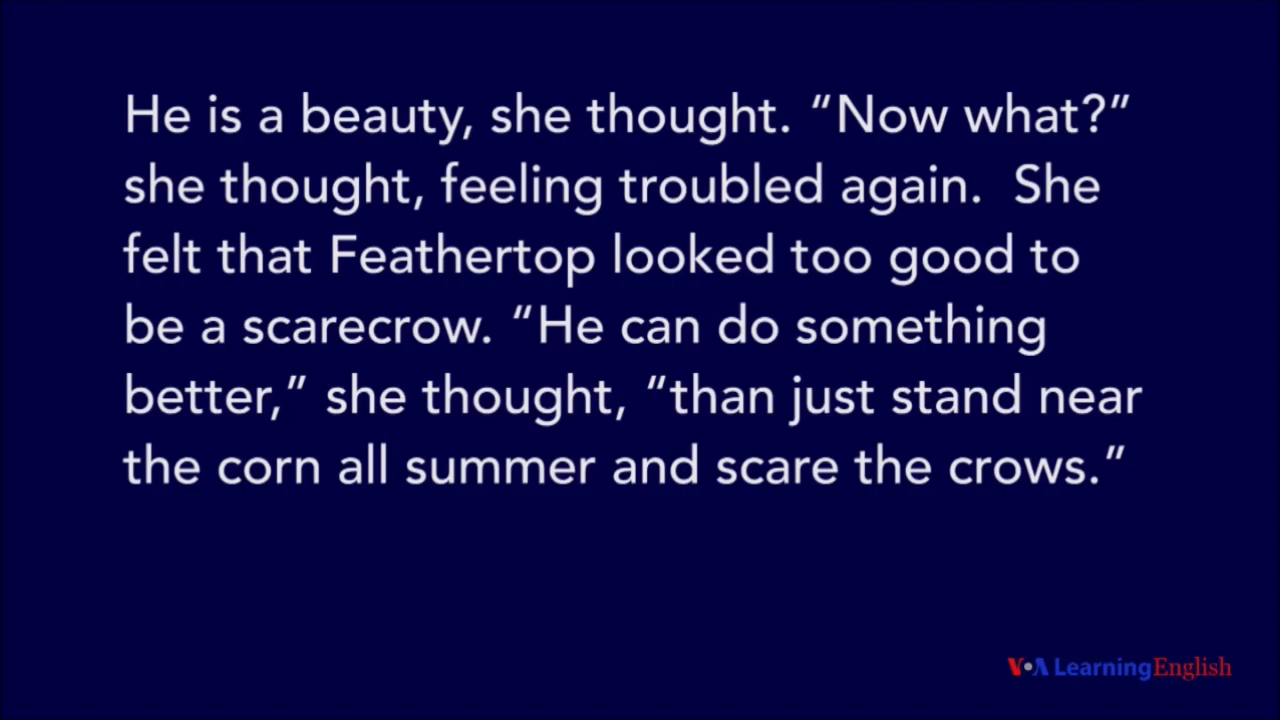 He is a beauty, she thought. “Now what?”
she thought, feeling troubled again.  She
felt that Feathertop looked too good to
be a scarecrow. “He can do something
better,” she thought, “than just stand near
the corn all summer and scare the crows.”
VOA LearningEnglish